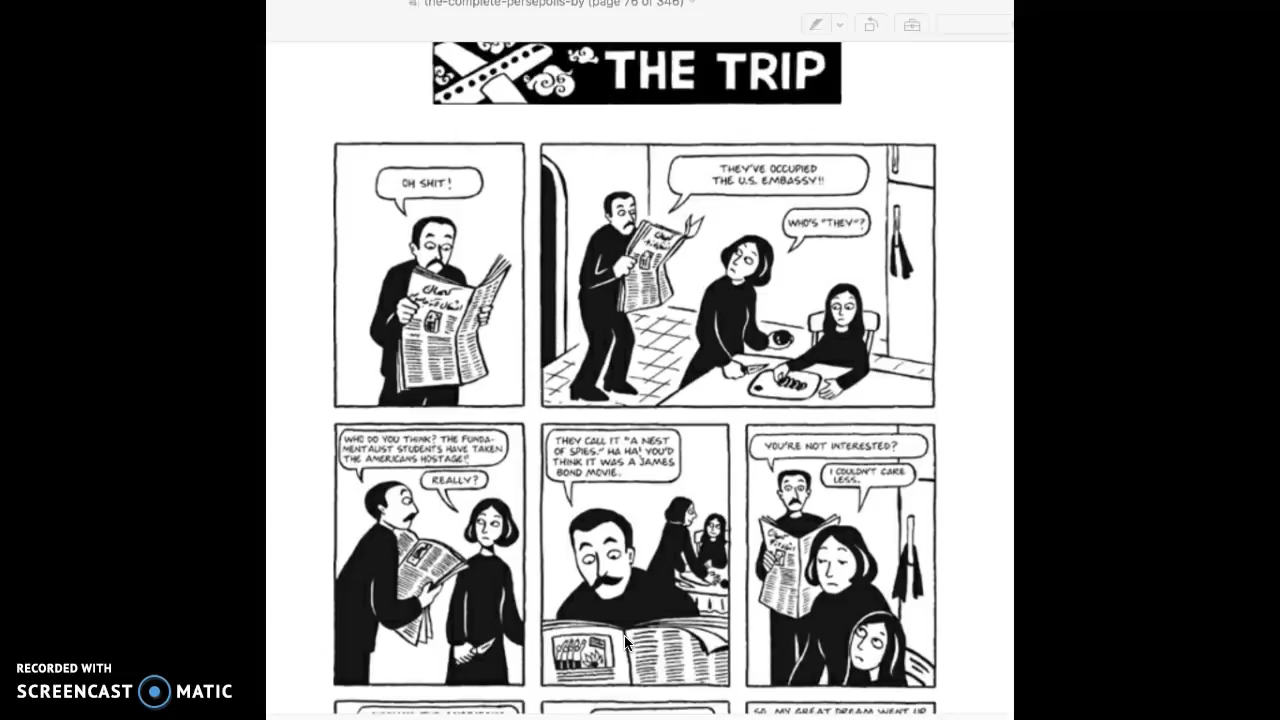 the-complete-persepolis-by (page 76 of 346)
THE TRIP
OH SHIT!
THEY'VE OCCUPIED
THE U.S. EMBASSY!!
WHO'S "THEY"?
WHO DO YOU THINK? THE FUNDA-
MENTALIST STUDENTS HAVE TAKEN
THE AMERICANS HOSTAGE!
REALLY?
THEY CALL IT "A NEST
OF SPIES." HA HA! YOU'D
THINK IT WAS A JAMES
BOND MOVIE.
YOU'RE NOT INTERESTED?
I COULDN'T CARE
LESS.
SO, MY GREAT DREAM WENT UP
RECORDED WITH
SCREENCAST MATIC